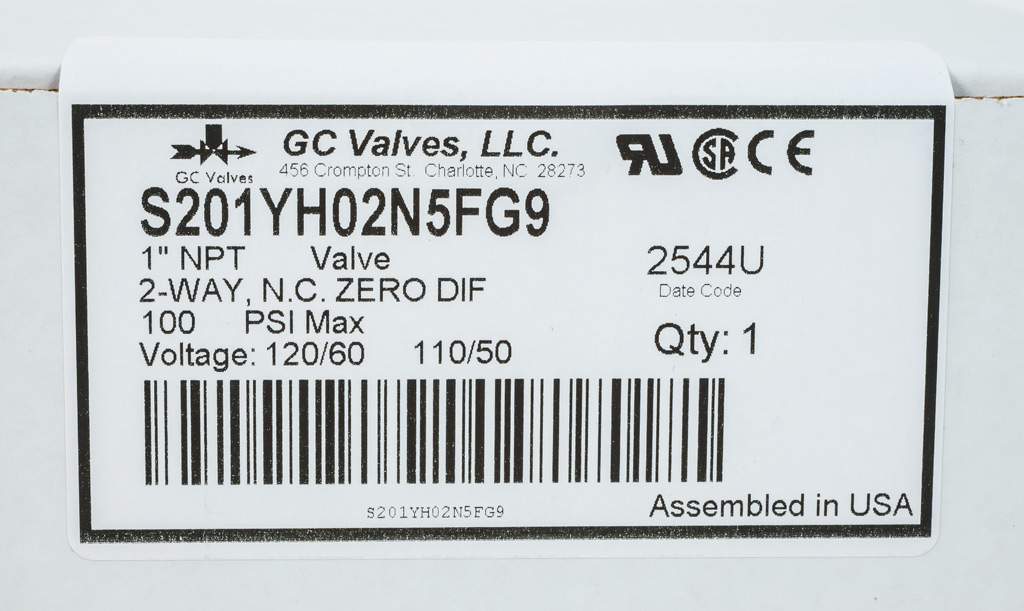 GC Valves
GC Valves, LLC.
456 Crompton St. Charlotte, NC 28273
S201YH02N5FG9
1" NPT Valve
2-WAY, N.C. ZERO DIF
100 PSI Max
Voltage: 120/60 110/50
2544U
Date Code
Qty: 1
S201YH02N5FG9
Assembled in USA